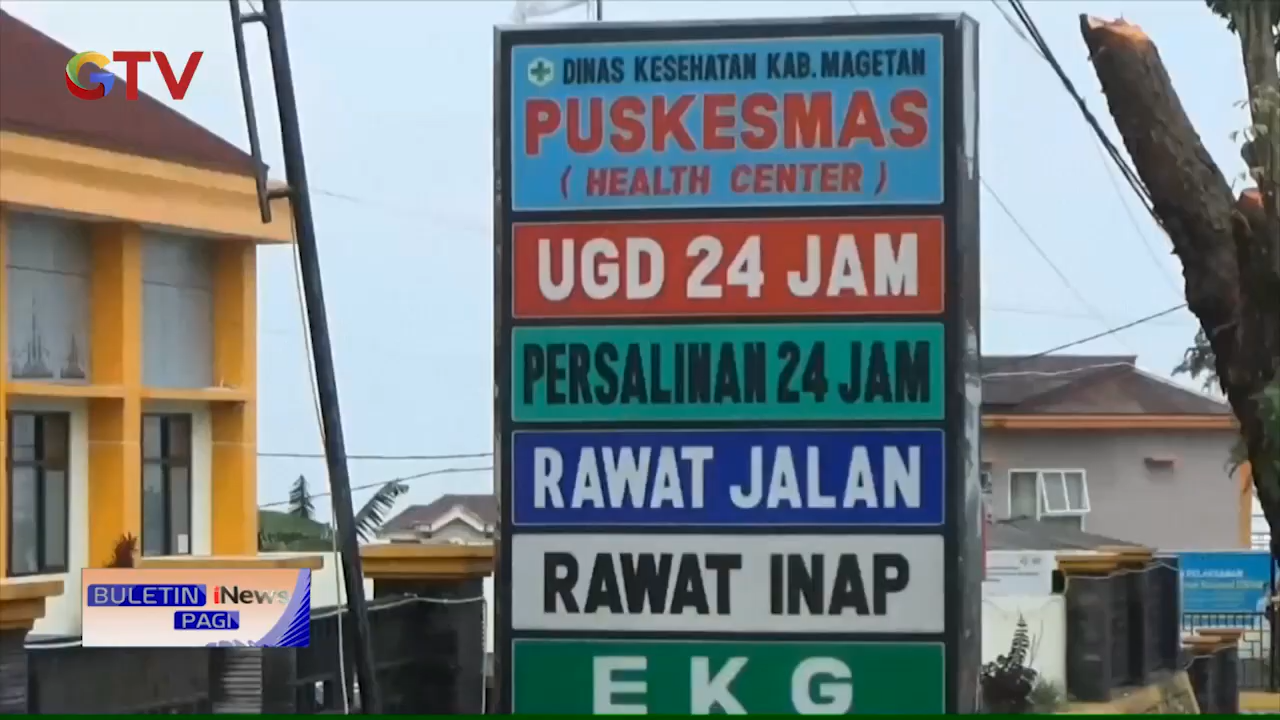 GTV
DINAS KESEHATAN KAB. MAGETAN
PUSKESMAS
( HEALTH CENTER )
UGD 24 JAM
PERSALINAN 24 JAM
RAWAT JALAN
RAWAT INAP
EKG
BULETIN iNews
PAGI